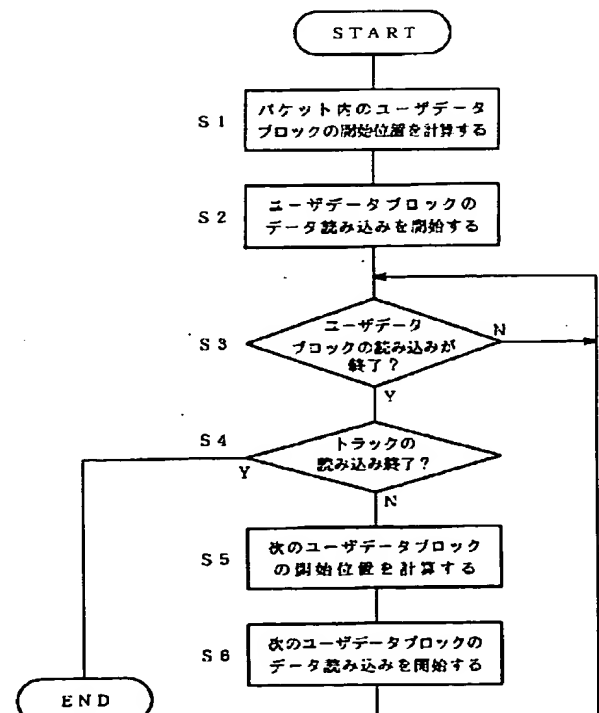 START
S1
パケット内のユーザデータ
ブロックの開始位置を計算する
S2
ユーザデータブロックの
データ読み込みを開始する
S3
ユーザデータ
ブロックの読み込みが
終了?
N
Y
S4
トラックの
読み込み終了?
Y
N
S5
次のユーザデータブロック
の開始位置を計算する
S6
次のユーザデータブロックの
データ読み込みを開始する
END